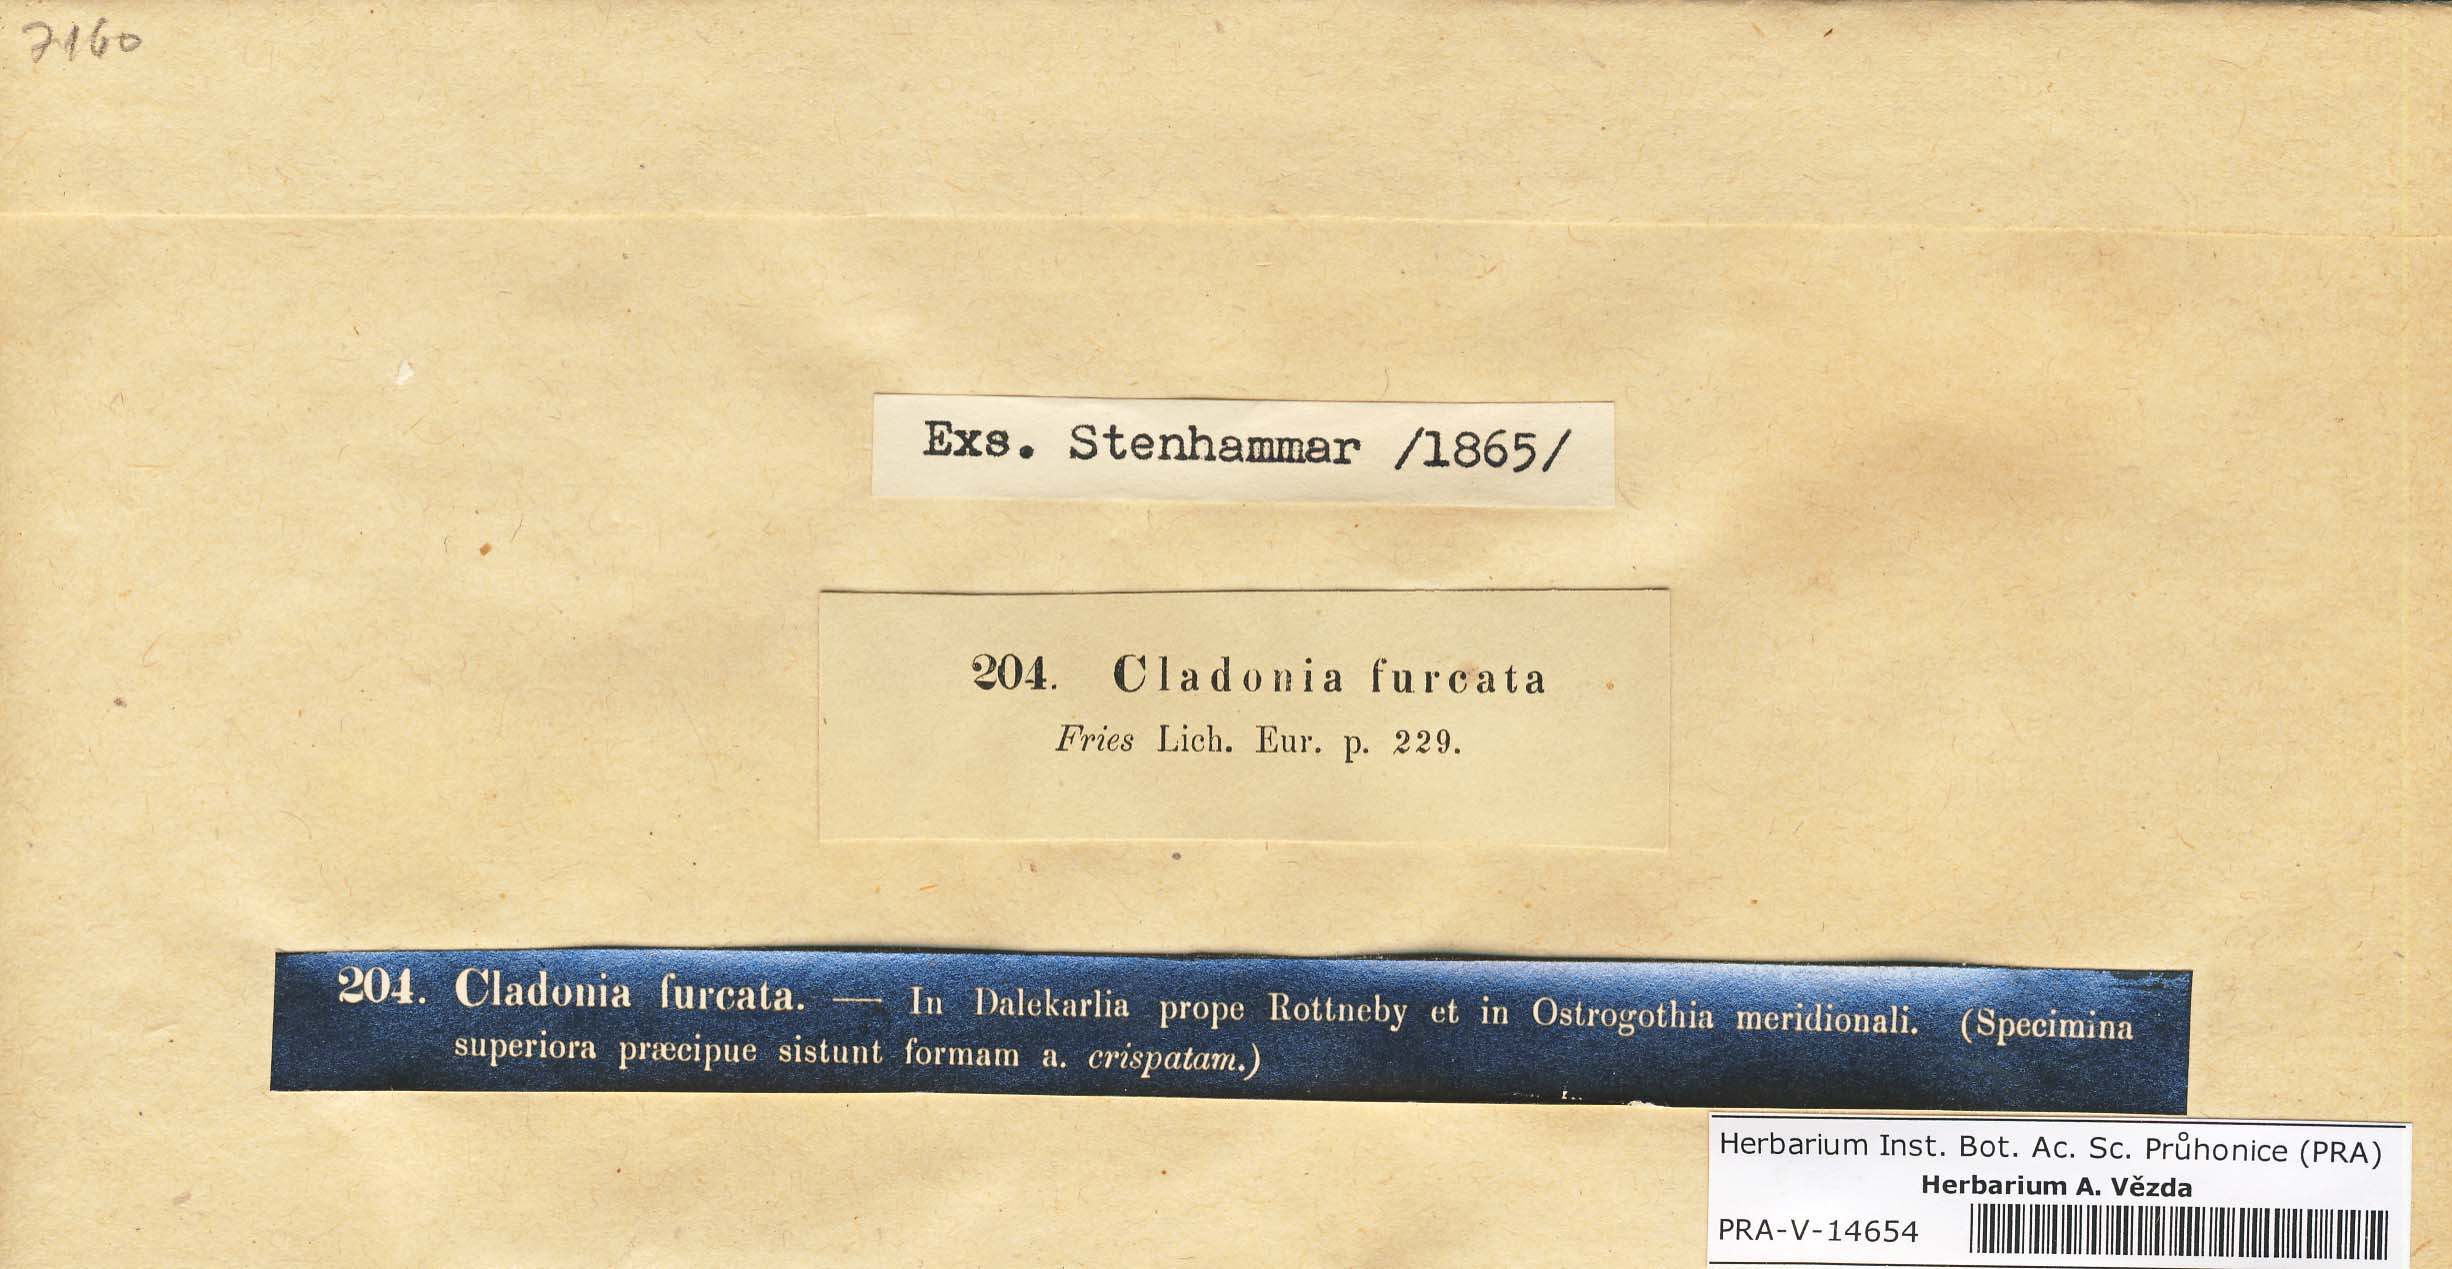 7160
Exs. Stenhammar /1865/
204. Cladonia furcata
Fries Lich. Eur. p. 229.
204. Cladonia furcata. — In Dalekarlia prope Rottneby et in Ostrogothia meridionali. (Specimina
superiora præcipue sistunt formam a. crispatam.)
Herbarium Inst. Bot. Ac. Sc. Průhonice (PRA)
Herbarium A. Vězda
PRA-V-14654